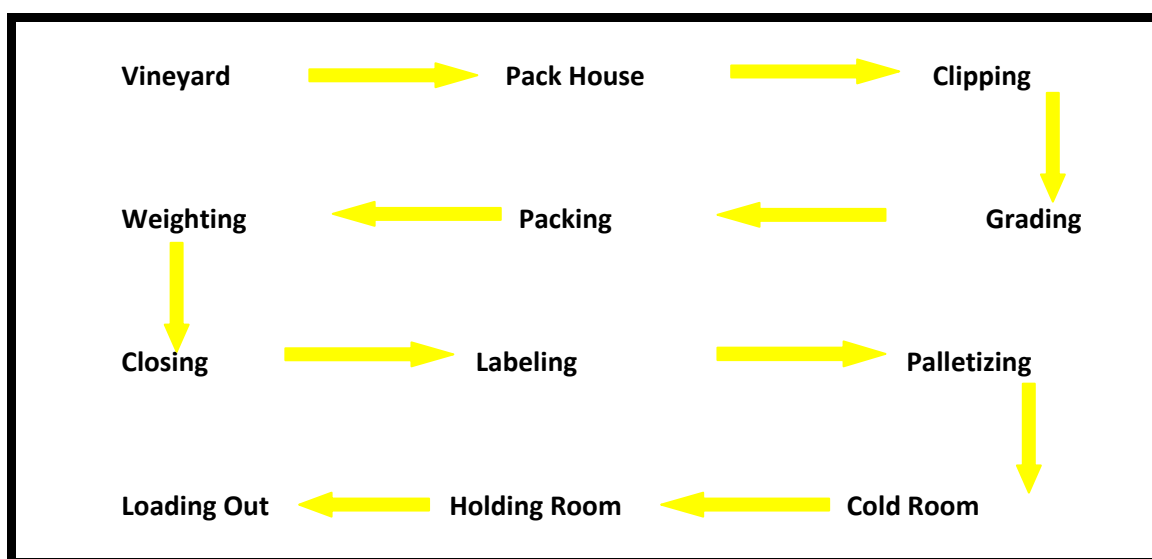 Vineyard Pack House Clipping
Weighting Packing Grading
Closing Labeling Palletizing
Loading Out Holding Room Cold Room